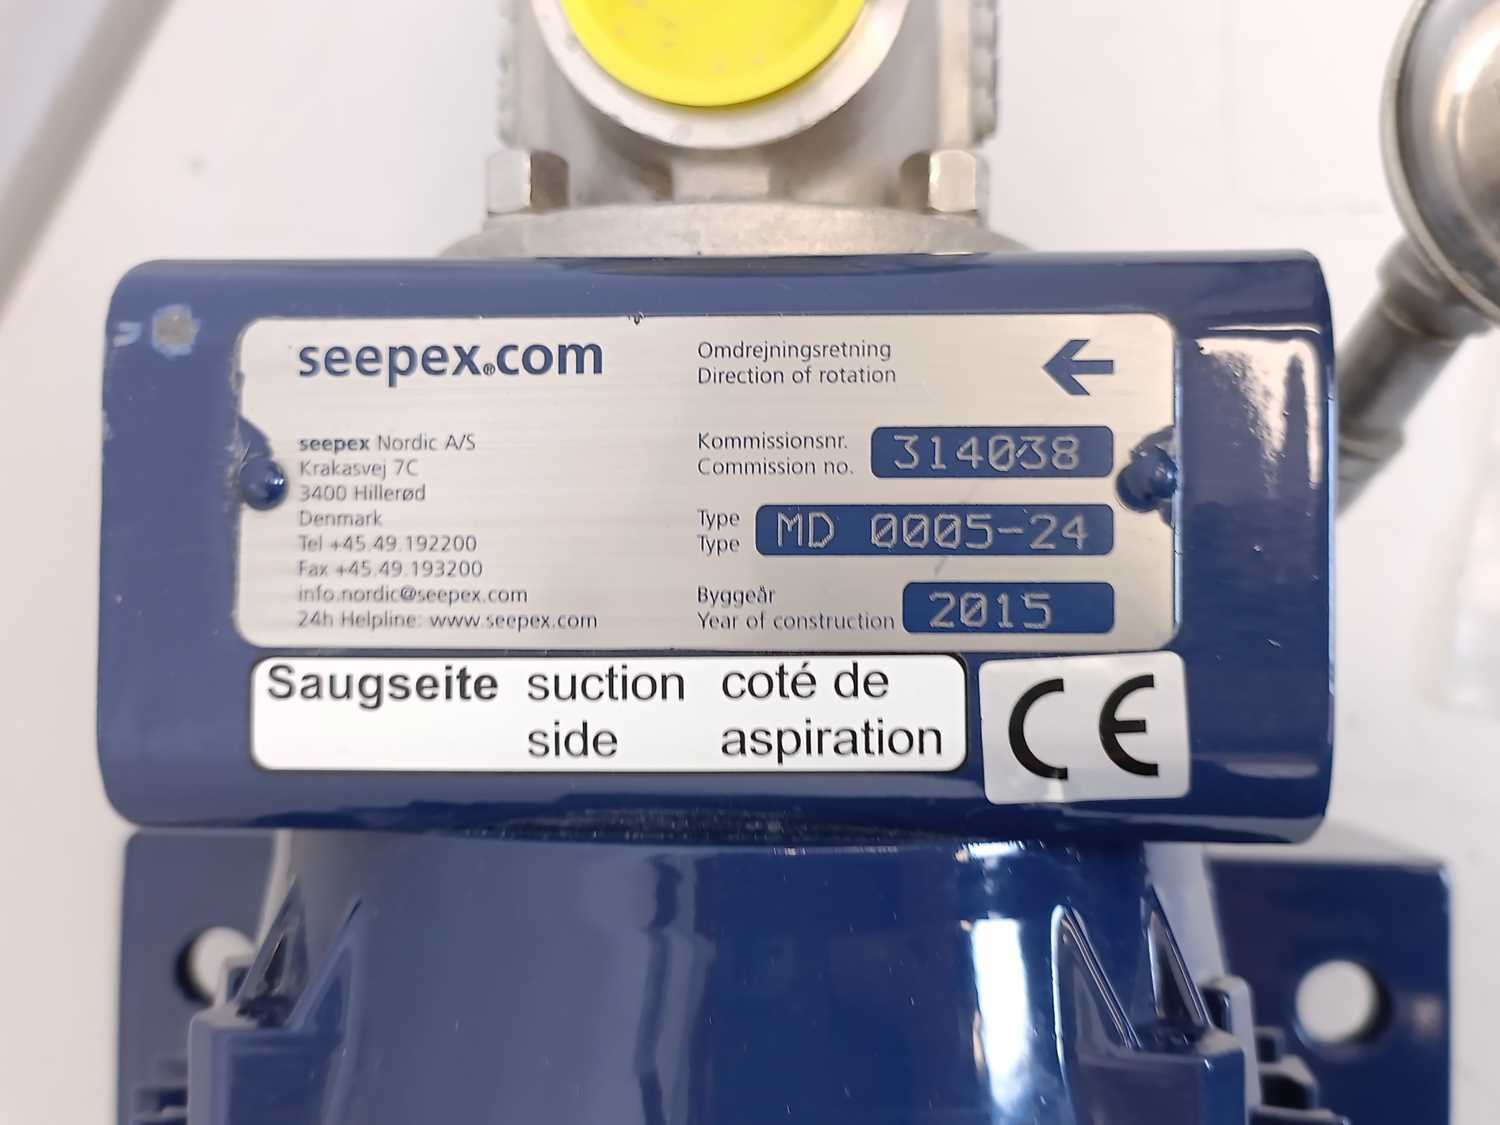 seepex®.com
seepex Nordic A/S
Krakasvej 7C
3400 Hillerød
Denmark
Tel +45.49.192200
Fax +45.49.193200
info.nordic@seepex.com
24h Helpline: www.seepex.com
Omdrejningsretning
Direction of rotation
Kommissionsnr.
Commission no.
314038
Type
Type
MD 0005-24
Byggeår
Year of construction
2015
Saugseite suction coté de
side aspiration
CE